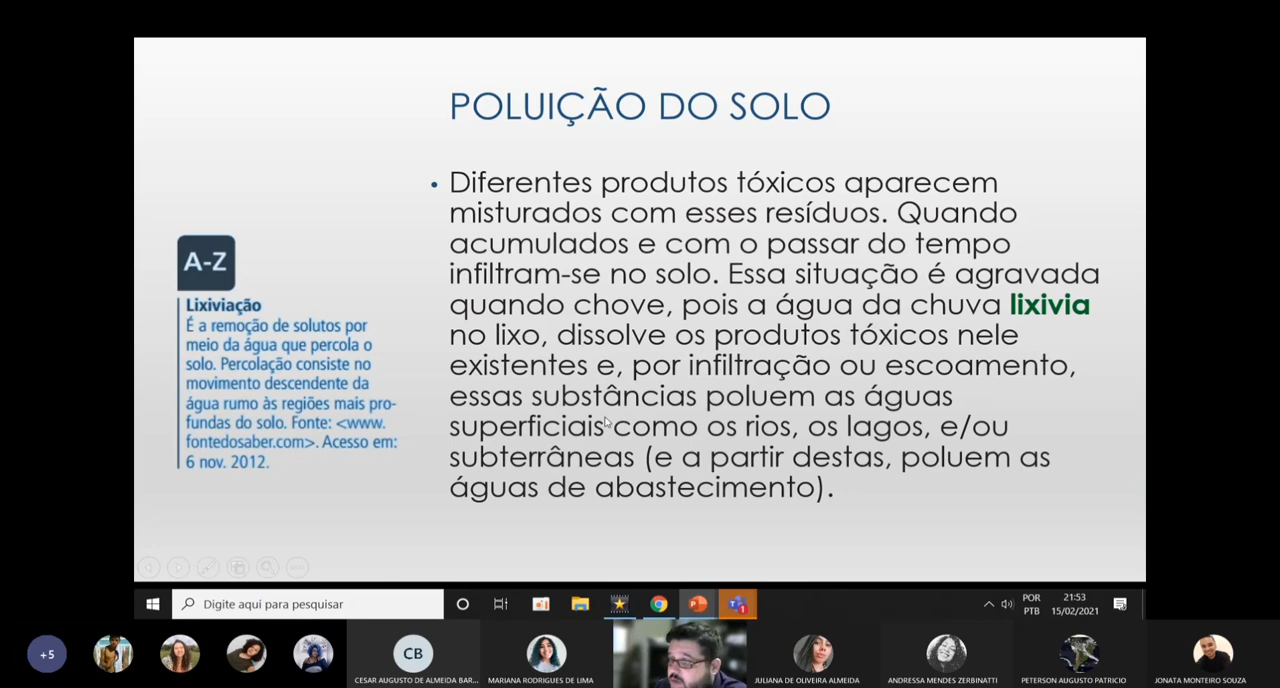 POLUIÇÃO DO SOLO
• Diferentes produtos tóxicos aparecem
misturados com esses resíduos. Quando
acumulados e com o passar do tempo
infiltram-se no solo. Essa situação é agravada
quando chove, pois a água da chuva lixivia
no lixo, dissolve os produtos tóxicos nele
existentes e, por infiltração ou escoamento,
essas substâncias poluem as águas
superficiais como os rios, os lagos, e/ou
subterrâneas (e a partir destas, poluem as
águas de abastecimento).
A-Z
Lixiviação
É a remoção de solutos por
meio da água que percola o
solo. Percolação consiste no
movimento descendente da
água rumo às regiões mais pro-
fundas do solo. Fonte: <www.
fontedosaber.com>. Acesso em:
6 nov. 2012.
Digite aqui para pesquisar
POR
PTB
21:53
15/02/2021
+5
CB
CESAR AUGUSTO DE ALMEIDA BAR...
MARIANA RODRIGUES DE LIMA
JULIANA DE OLIVEIRA ALMEIDA
ANDRESSA MENDES ZERBINATTI
PETERSON AUGUSTO PATRICIO
JONATA MONTEIRO SOUZA